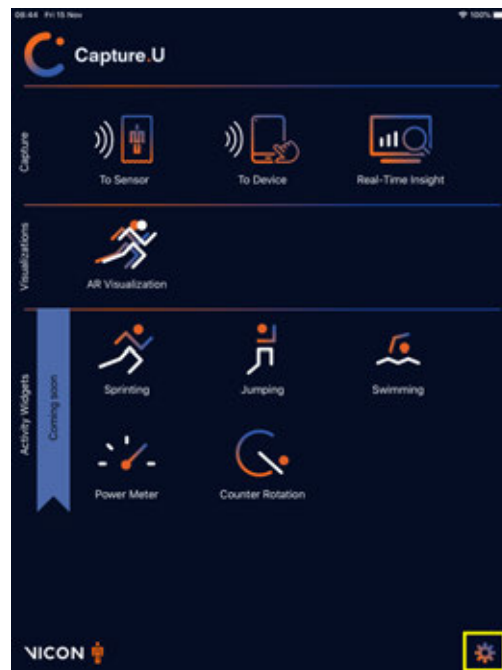 08:44 Fri 15 Nov
100%
Capture.U
Capture
To Sensor
To Device
Real-Time Insight
Visualizations
AR Visualization
Activity Widgets
Coming soon
Sprinting
Jumping
Swimming
Power Meter
Counter Rotation
VICON